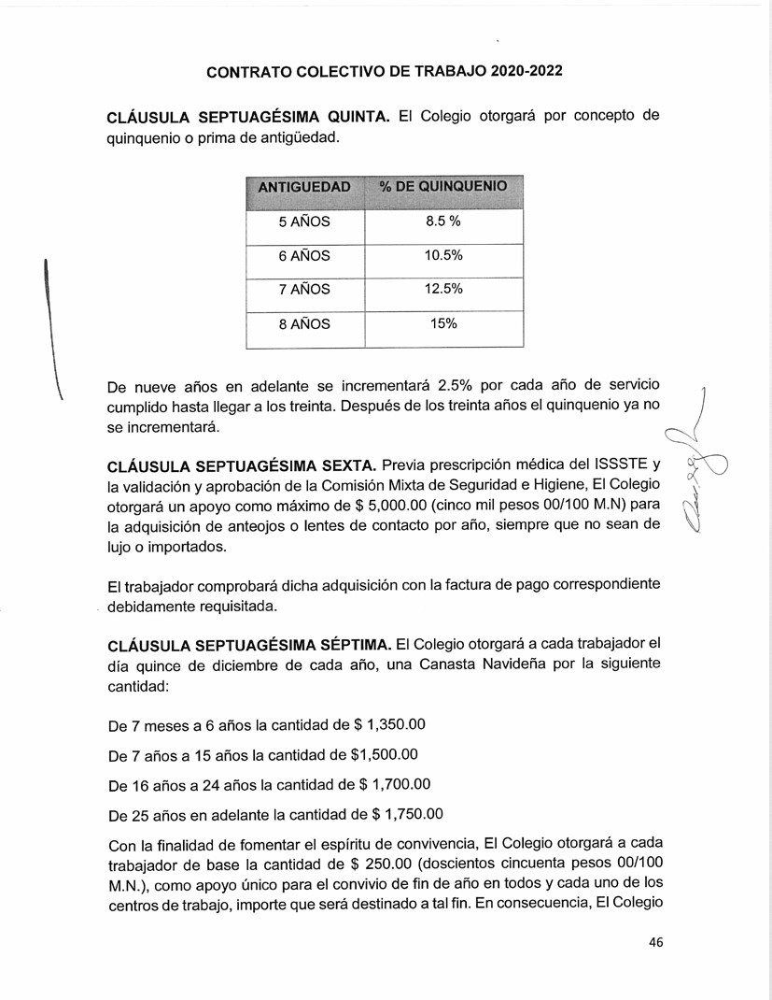 CONTRATO COLECTIVO DE TRABAJO 2020-2022
CLÁUSULA SEPTUAGÉSIMA QUINTA. El Colegio otorgará por concepto de
quinquenio o prima de antigüedad.
ANTIGUEDAD % DE QUINQUENIO
5 AÑOS 8.5 %
6 AÑOS 10.5%
7 AÑOS 12.5%
8 AÑOS 15%
De nueve años en adelante se incrementará 2.5% por cada año de servicio
cumplido hasta llegar a los treinta. Después de los treinta años el quinquenio ya no
se incrementará.
CLÁUSULA SEPTUAGÉSIMA SEXTA. Previa prescripción médica del ISSSTE y
la validación y aprobación de la Comisión Mixta de Seguridad e Higiene, El Colegio
otorgará un apoyo como máximo de $ 5,000.00 (cinco mil pesos 00/100 M.N) para
la adquisición de anteojos o lentes de contacto por año, siempre que no sean de
lujo o importados.
El trabajador comprobará dicha adquisición con la factura de pago correspondiente
debidamente requisitada.
CLÁUSULA SEPTUAGÉSIMA SÉPTIMA. El Colegio otorgará a cada trabajador el
día quince de diciembre de cada año, una Canasta Navideña por la siguiente
cantidad:
De 7 meses a 6 años la cantidad de $ 1,350.00
De 7 años a 15 años la cantidad de $1,500.00
De 16 años a 24 años la cantidad de $ 1,700.00
De 25 años en adelante la cantidad de $ 1,750.00
Con la finalidad de fomentar el espíritu de convivencia, El Colegio otorgará a cada
trabajador de base la cantidad de $ 250.00 (doscientos cincuenta pesos 00/100
M.N.), como apoyo único para el convivio de fin de año en todos y cada uno de los
centros de trabajo, importe que será destinado a tal fin. En consecuencia, El Colegio
46